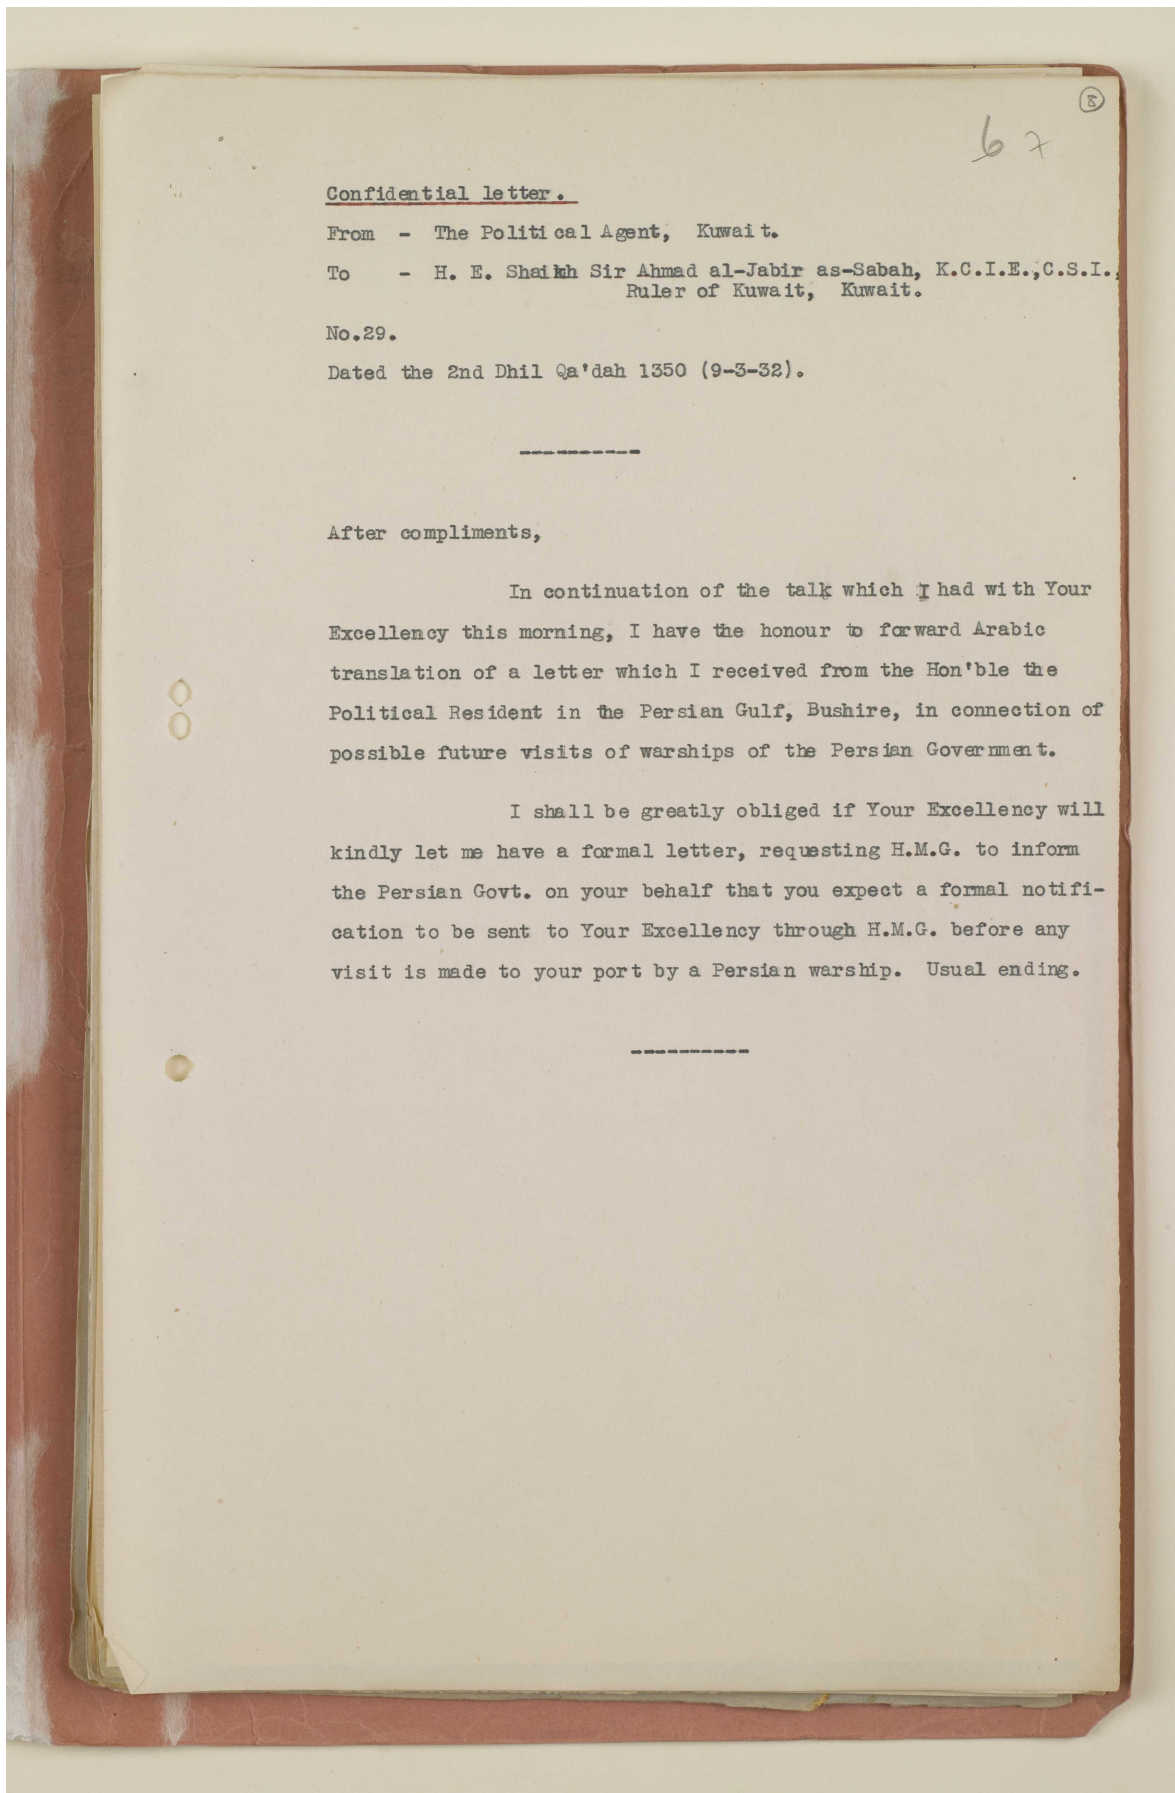 8
6 7
Confidential letter.
From - The Political Agent, Kuwait.
To - H. E. Shaikh Sir Ahmad al-Jabir as-Sabah, K.C.I.E.,C.S.I.,
Ruler of Kuwait, Kuwait.
No.29.
Dated the 2nd Dhil Qa'dah 1350 (9-3-32).
----------
After compliments,
In continuation of the talk which I had with Your
Excellency this morning, I have the honour to forward Arabic
translation of a letter which I received from the Hon'ble the
Political Resident in the Persian Gulf, Bushire, in connection of
possible future visits of warships of the Persian Government.
I shall be greatly obliged if Your Excellency will
kindly let me have a formal letter, requesting H.M.G. to inform
the Persian Govt. on your behalf that you expect a formal notifi-
cation to be sent to Your Excellency through H.M.G. before any
visit is made to your port by a Persian warship. Usual ending.
----------